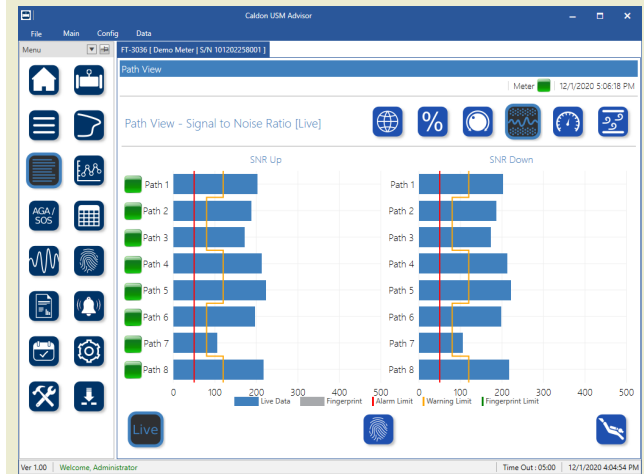 Caldon USM Advisor
File Main Config Data
Menu
FT-3036 [ Demo Meter | S/N 101202258001 ]
Path View
Meter 12/1/2020 5:06:18 PM
Path View - Signal to Noise Ratio [Live]
%
SNR Up SNR Down
Path 1 Path 1
Path 2 Path 2
Path 3 Path 3
AGA / SOS
Path 4 Path 4
Path 5 Path 5
Path 6 Path 6
Path 7 Path 7
Path 8 Path 8
0 100 200 300 400 500 0 100 200 300 400 500
Live Data Fingerprint Alarm Limit Warning Limit Fingerprint Limit
Live
Ver 1.00 Welcome, Administrator Time Out : 05:00 12/1/2020 4:04:54 PM